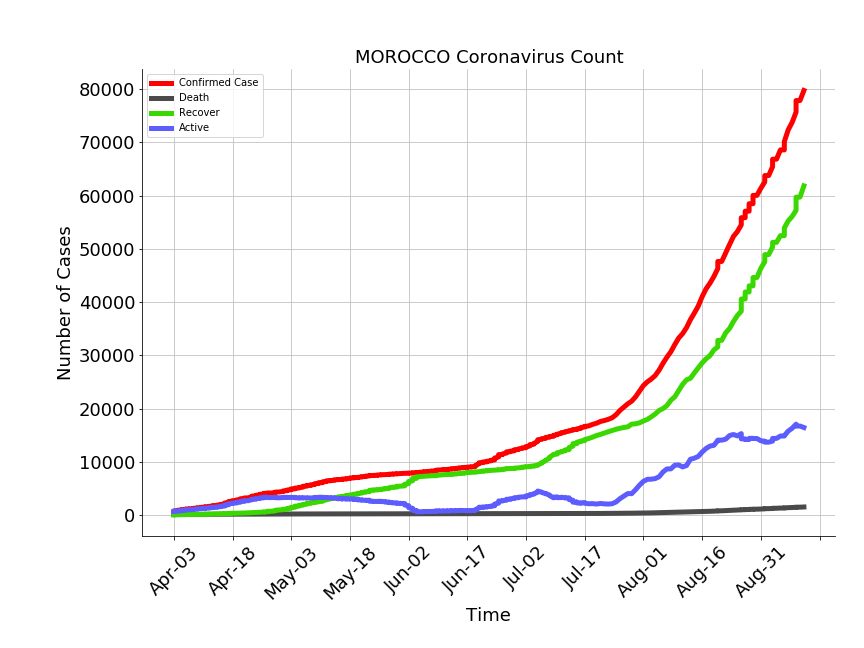 MOROCCO Coronavirus Count
Confirmed Case
Death
Recover
Active
Number of Cases
80000
70000
60000
50000
40000
30000
20000
10000
0
Apr-03
Apr-18
May-03
May-18
Jun-02
Jun-17
Jul-02
Jul-17
Aug-01
Aug-16
Aug-31
Time